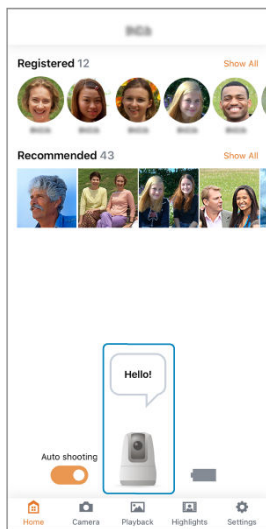 Registered 12
Show All
Recommended 43
Show All
Hello!
Auto shooting
Home
Camera
Playback
Highlights
Settings